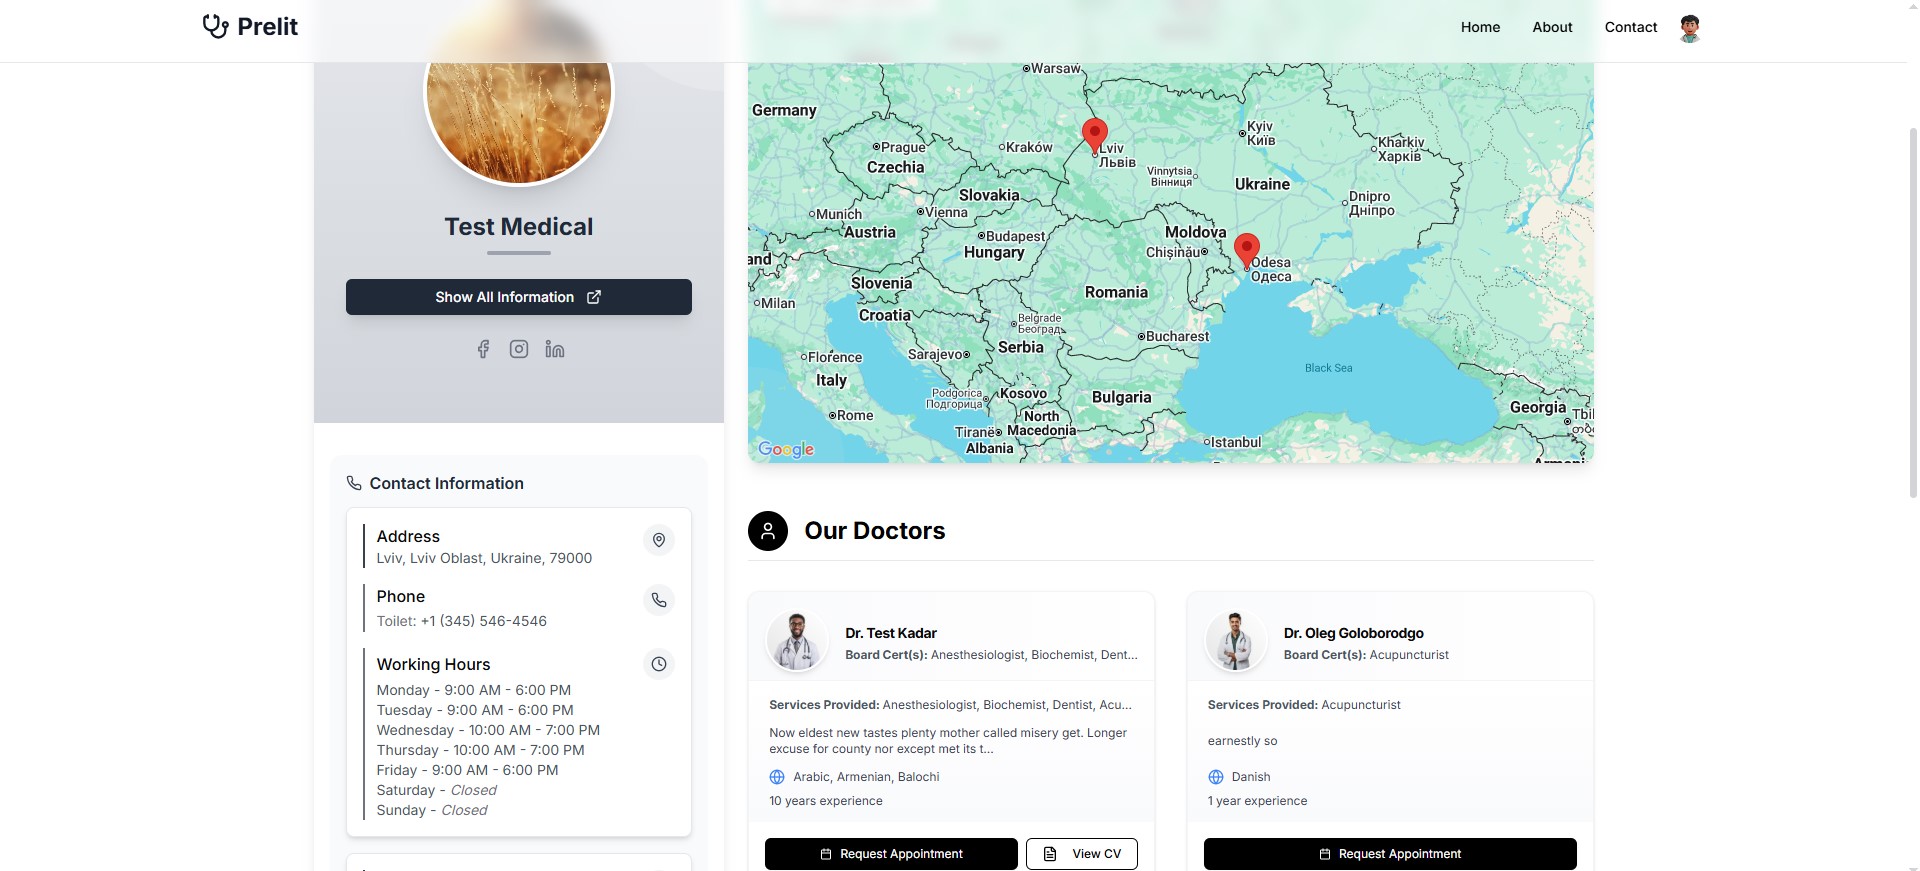 Prelit
Home
About
Contact
Test Medical
Show All Information
Contact Information
Address
Lviv, Lviv Oblast, Ukraine, 79000
Phone
Toilet: +1 (345) 546-4546
Working Hours
Monday - 9:00 AM - 6:00 PM
Tuesday - 9:00 AM - 6:00 PM
Wednesday - 10:00 AM - 7:00 PM
Thursday - 10:00 AM - 7:00 PM
Friday - 9:00 AM - 6:00 PM
Saturday - Closed
Sunday - Closed
Warsaw
Germany
Kyiv
Київ
Kharkiv
Харків
Prague
Kraków
Lviv
Львів
Czechia
Vinnytsia
Вінниця
Ukraine
Slovakia
Dnipro
Дніпро
Munich
Vienna
Austria
Budapest
Moldova
Hungary
Chișinău
and
Odesa
Одеса
Slovenia
Romania
Milan
Croatia
Belgrade
Београд
Bucharest
Serbia
Florence
Sarajevo
Black Sea
Italy
Podgorica
Подгорица
Kosovo
Bulgaria
Georgia
Tbil
Rome
North
Macedonia
Tiranë
Albania
Istanbul
Google
Our Doctors
Dr. Test Kadar
Board Cert(s): Anesthesiologist, Biochemist, Dent...
Services Provided: Anesthesiologist, Biochemist, Dentist, Acu...
Now eldest new tastes plenty mother called misery get. Longer
excuse for county nor except met its t...
Arabic, Armenian, Balochi
10 years experience
Request Appointment
View CV
Dr. Oleg Goloborodgo
Board Cert(s): Acupuncturist
Services Provided: Acupuncturist
earnestly so
Danish
1 year experience
Request Appointment